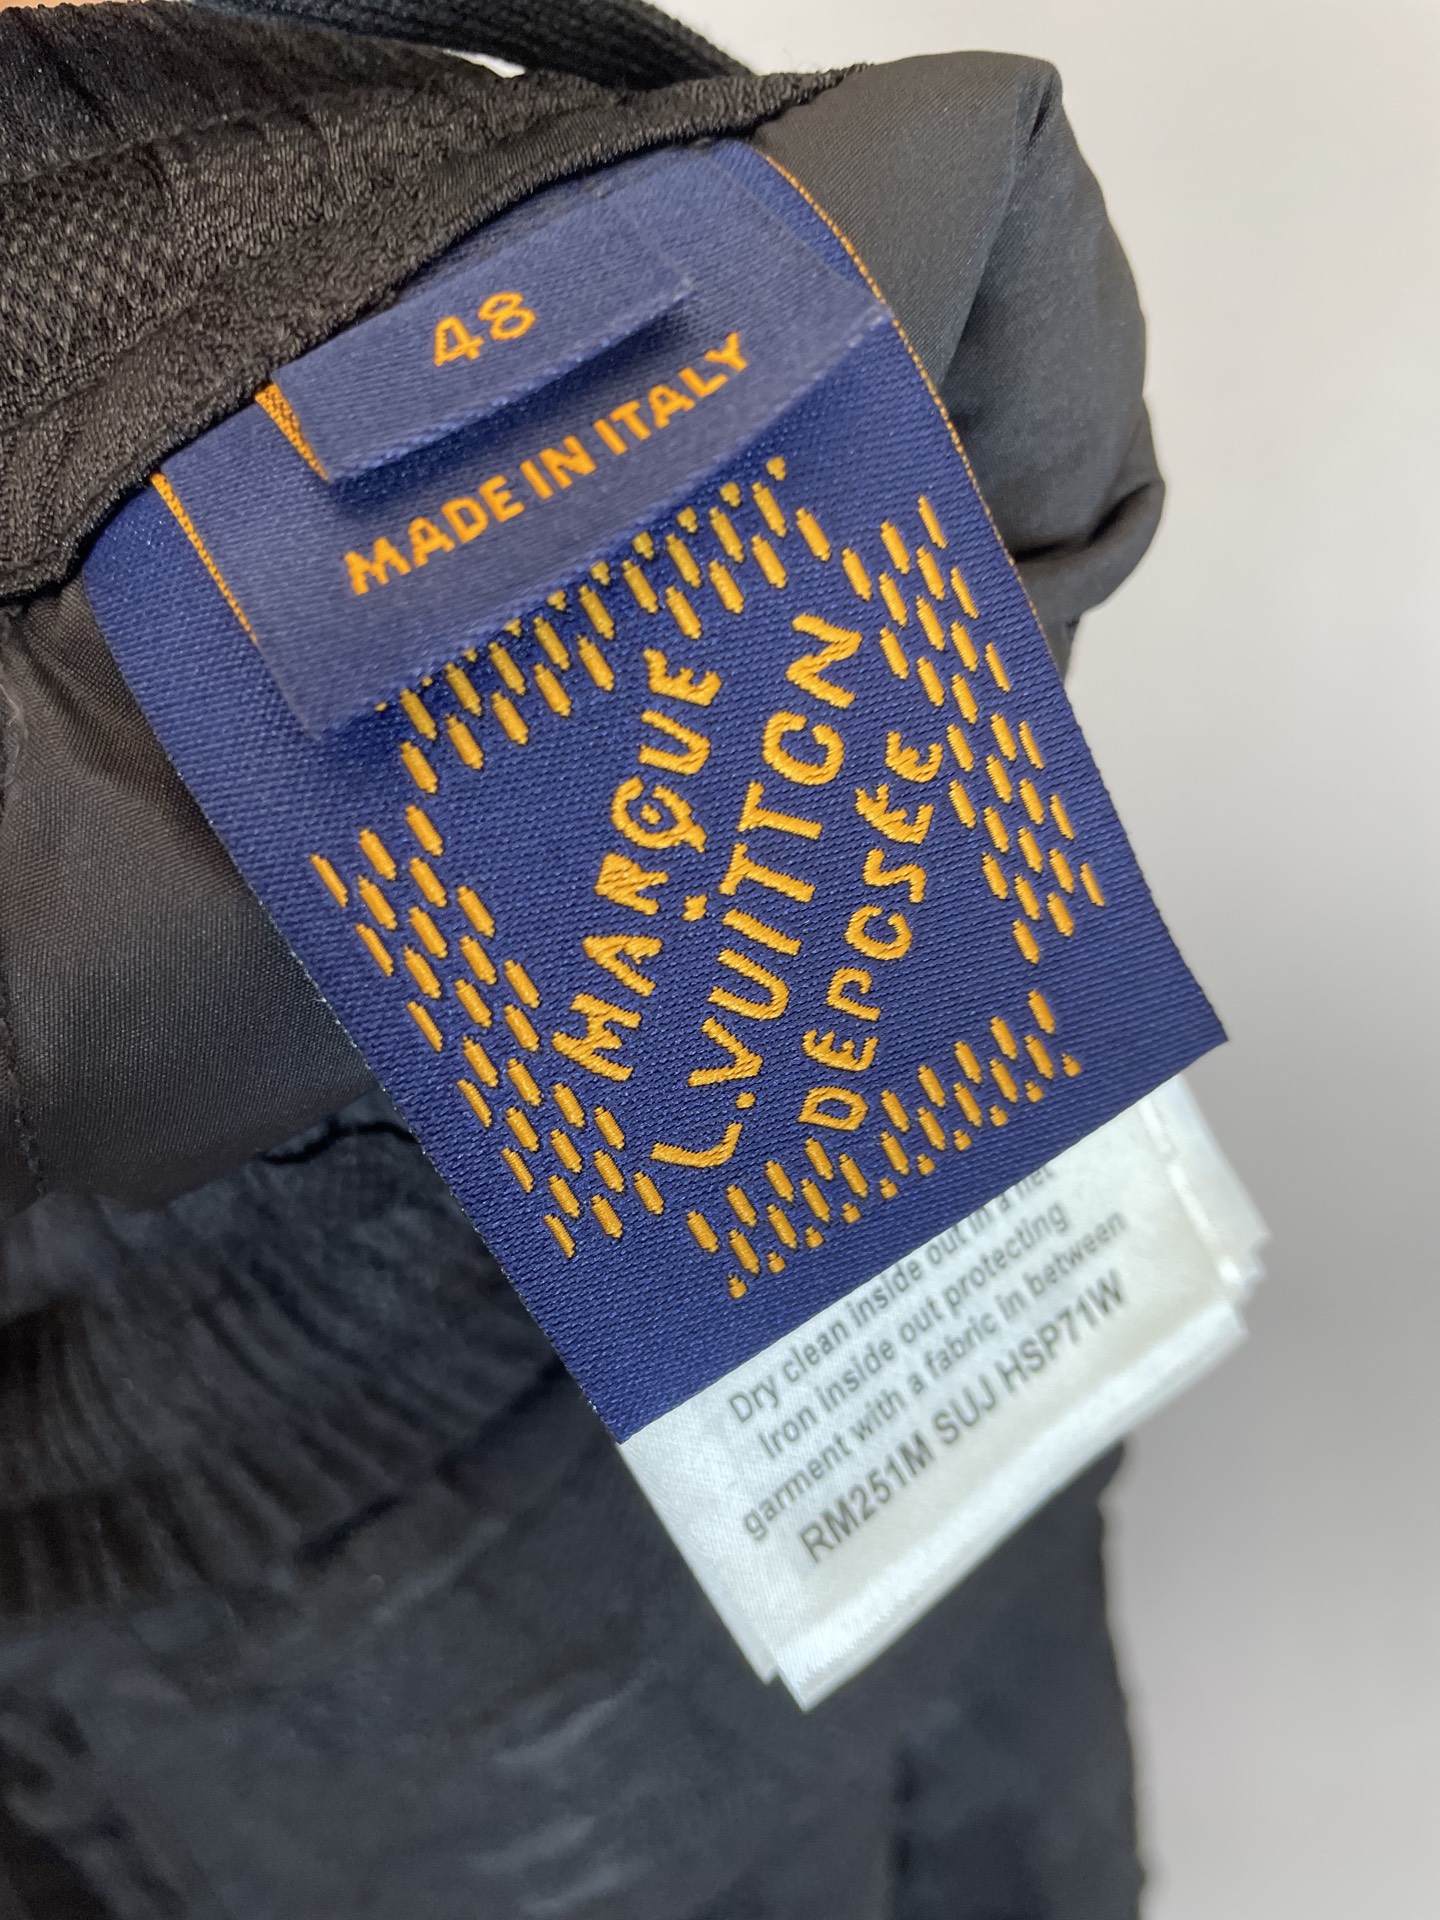 48
MADE IN ITALY
MARQUE
L.VUITTON
DEPOSEE
Dry clean inside out in a net
Iron inside out protecting
garment with a fabric in between
RM251M SUJ HSP71W